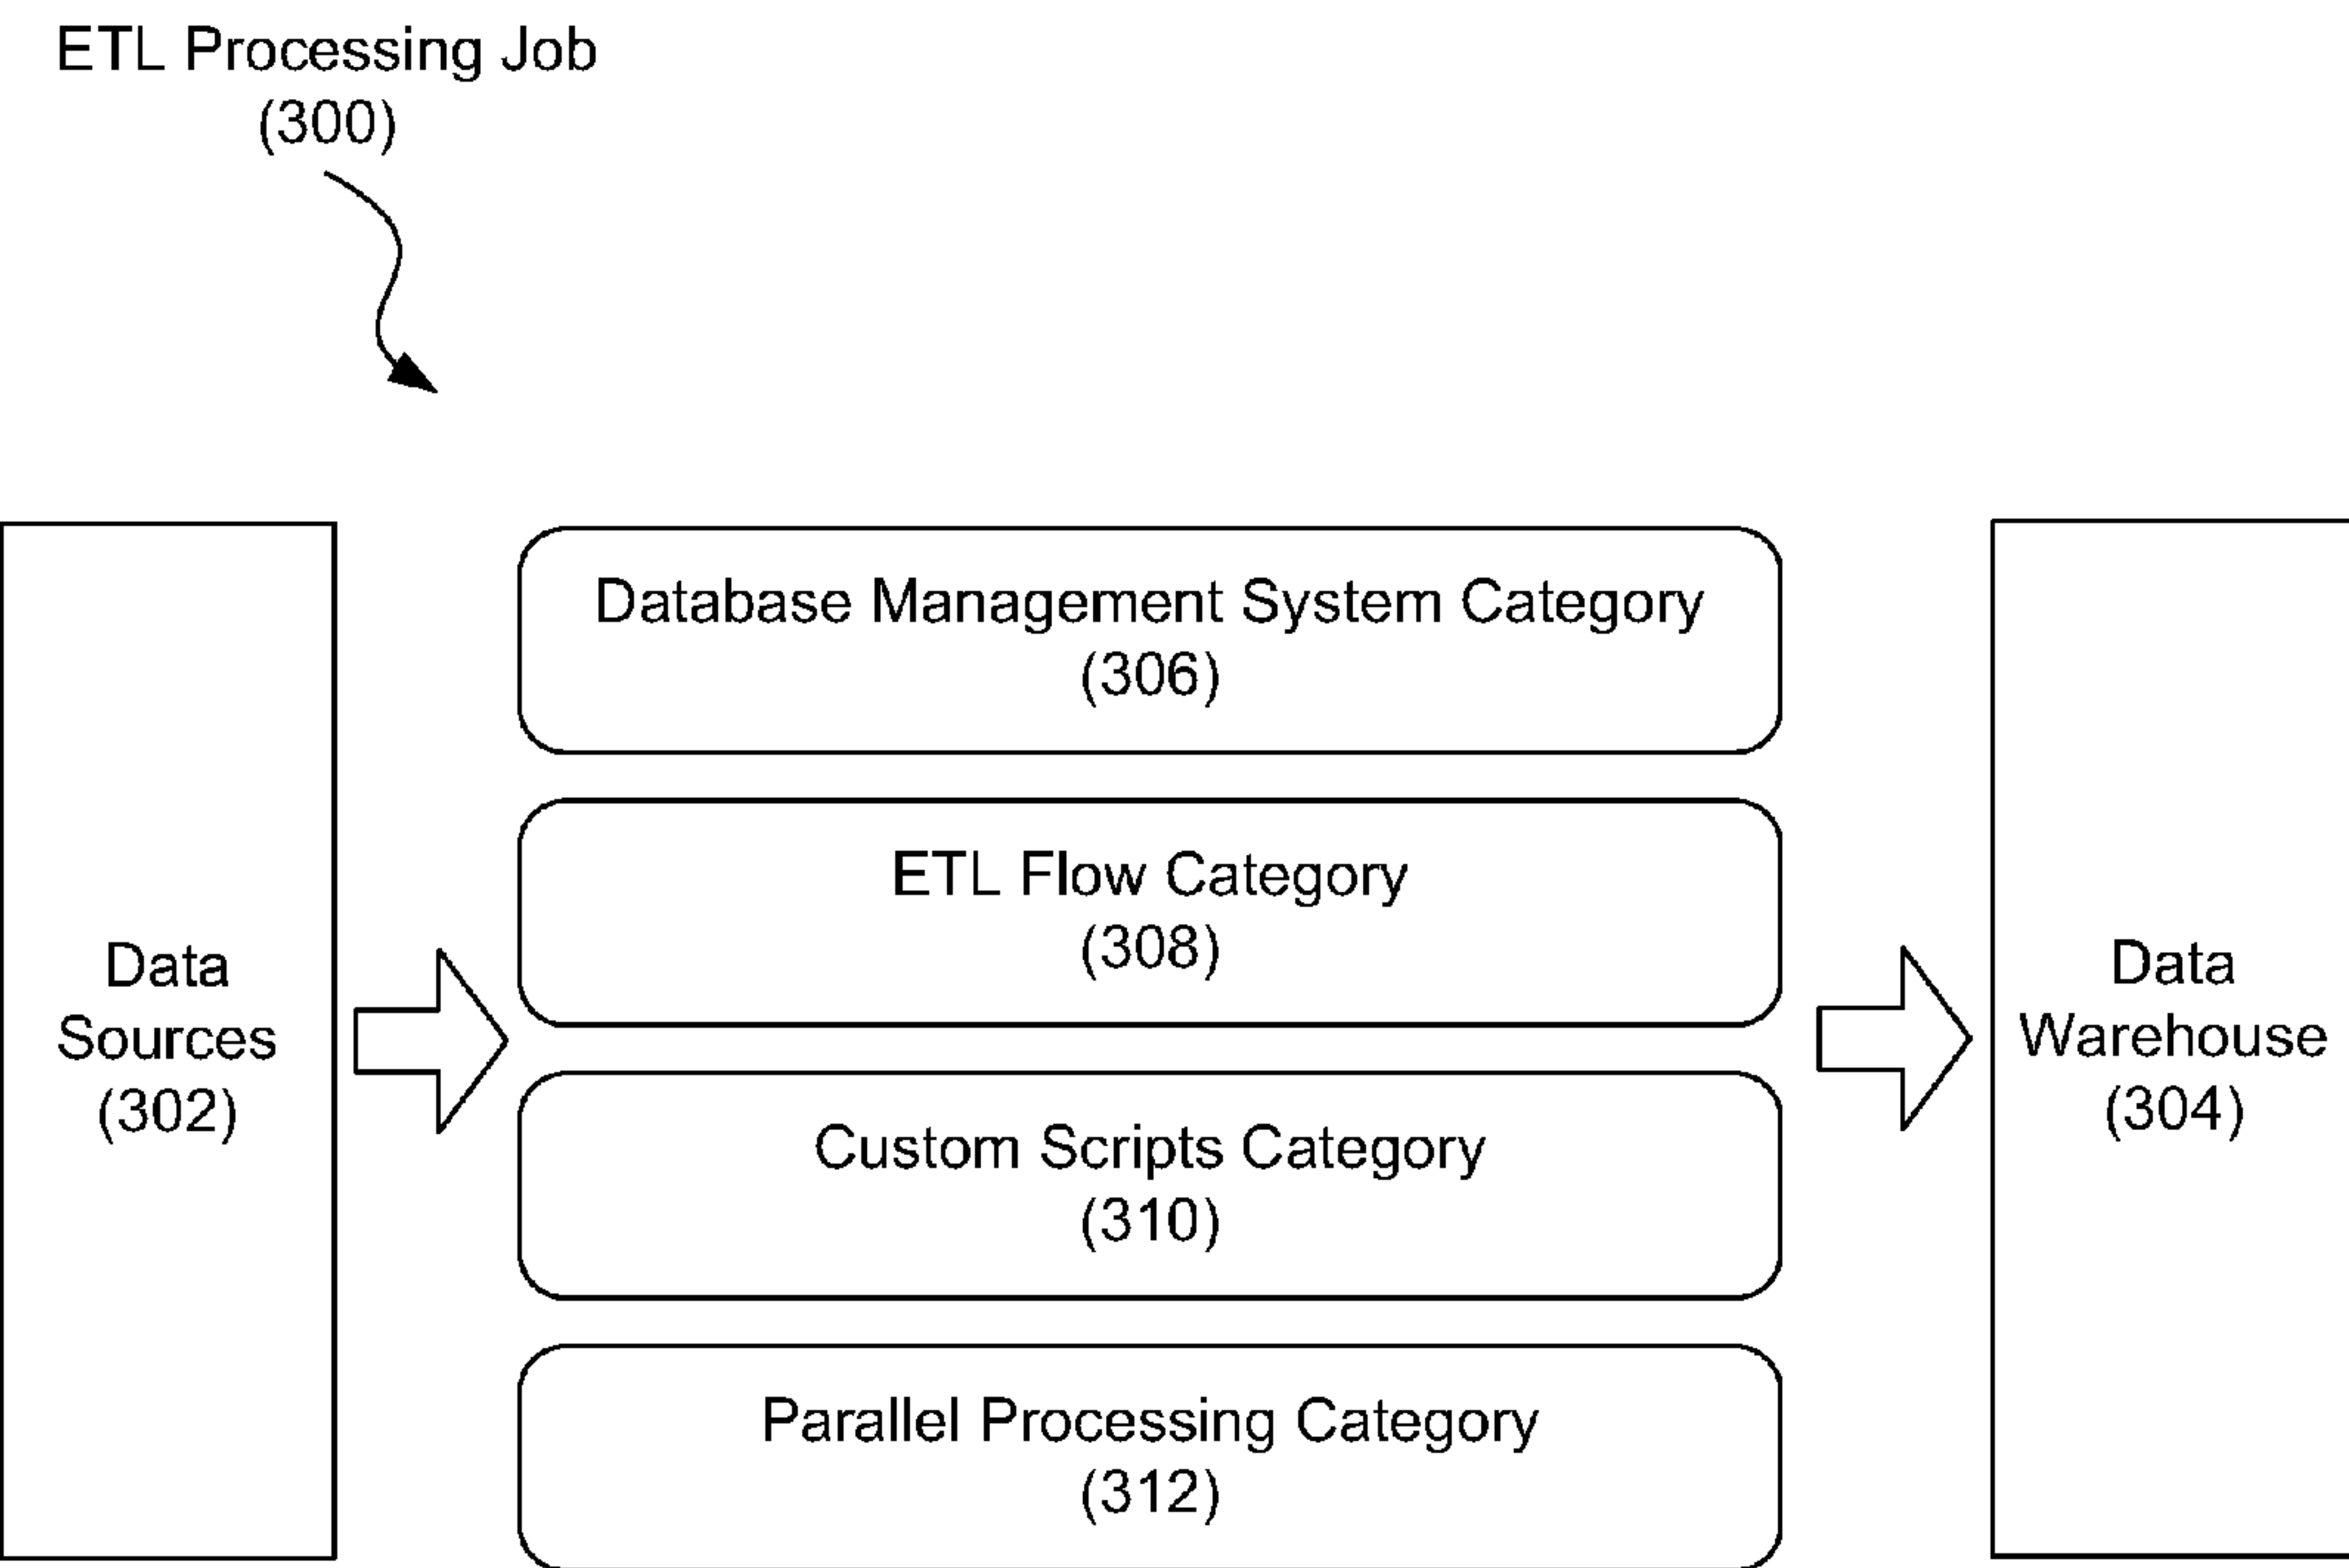 ETL Processing Job
(300)
Database Management System Category
(306)
ETL Flow Category
(308)
Data
Sources
(302)
Data
Warehouse
(304)
Custom Scripts Category
(310)
Parallel Processing Category
(312)